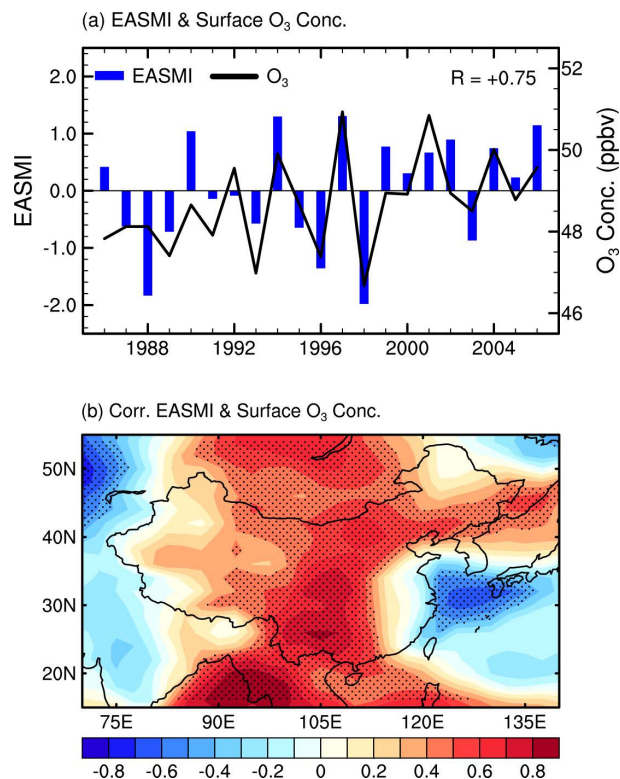 (a) EASMI & Surface O₃ Conc.
EASMI O₃ R = +0.75
2.0
1.0
0.0
-1.0
-2.0
EASMI
52
50
48
46
O₃ Conc. (ppbv)
1988 1992 1996 2000 2004
(b) Corr. EASMI & Surface O₃ Conc.
50N
40N
30N
20N
75E 90E 105E 120E 135E
-0.8 -0.6 -0.4 -0.2 0 0.2 0.4 0.6 0.8